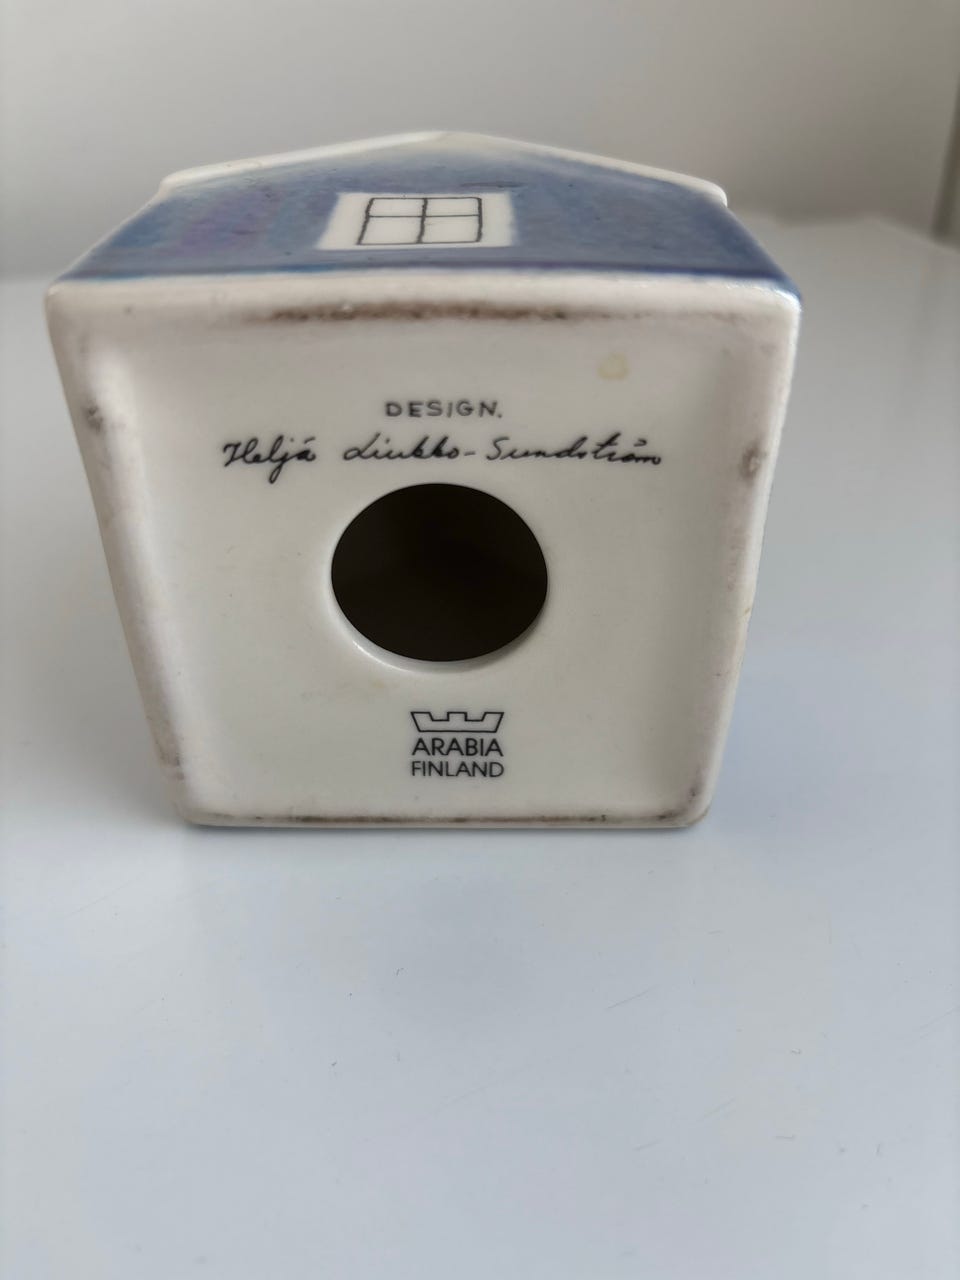 DESIGN.
Heljä Liukko-Sundström
ARABIA
FINLAND